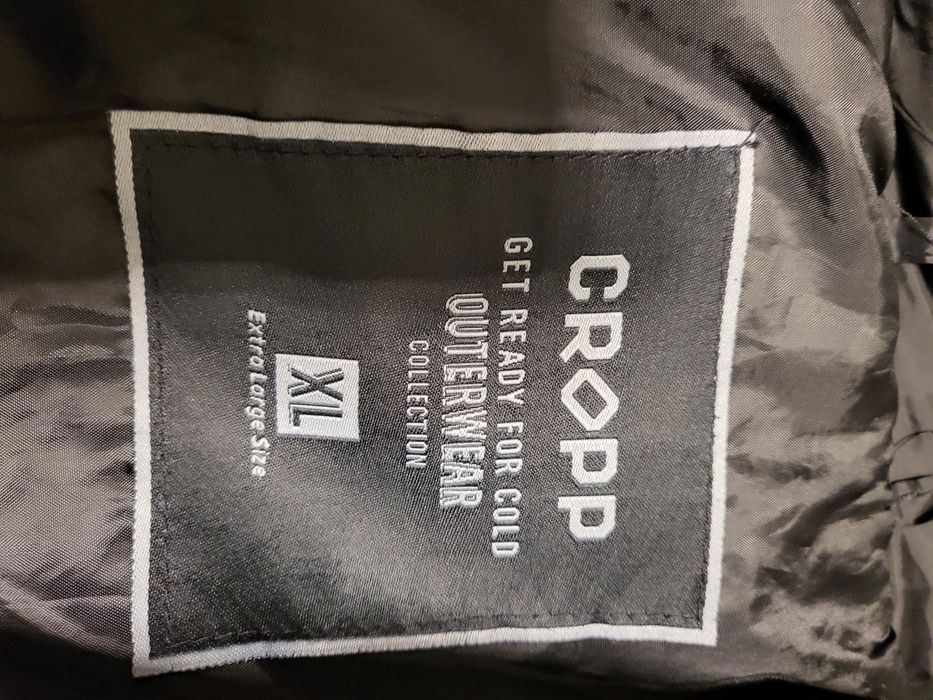 CROPP
GET READY FOR COLD
OUTERWEAR
COLLECTION
XL
Extra Large Size